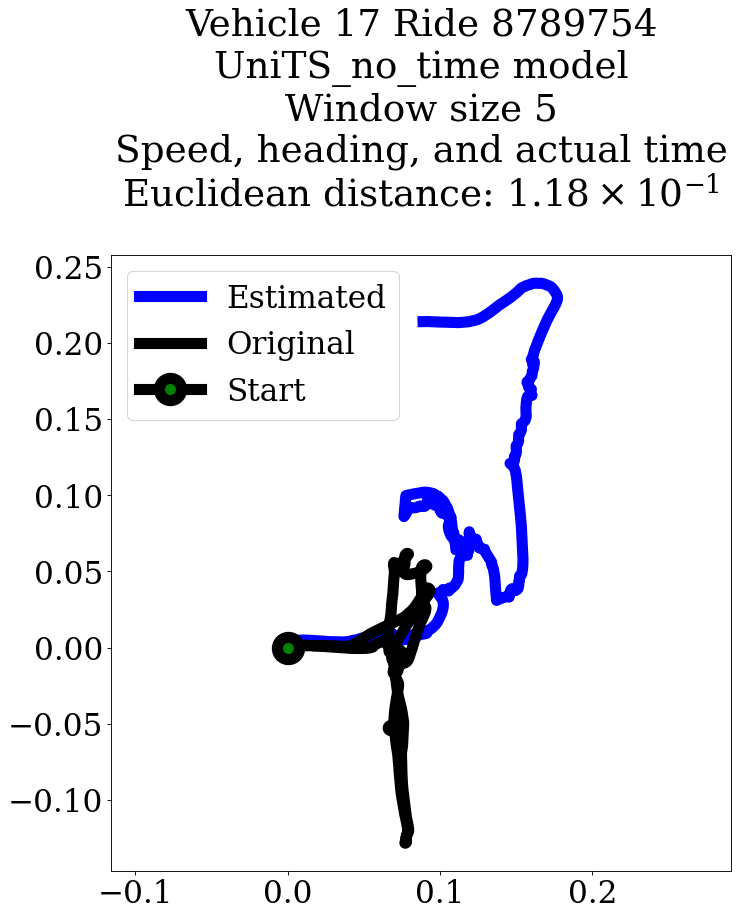 Vehicle 17 Ride 8789754
UniTS_no_time model
Window size 5
Speed, heading, and actual time
Euclidean distance: 1.18 × 10⁻¹
0.25
0.20
0.15
0.10
0.05
0.00
−0.05
−0.10
Estimated
Original
Start
−0.1
0.0
0.1
0.2